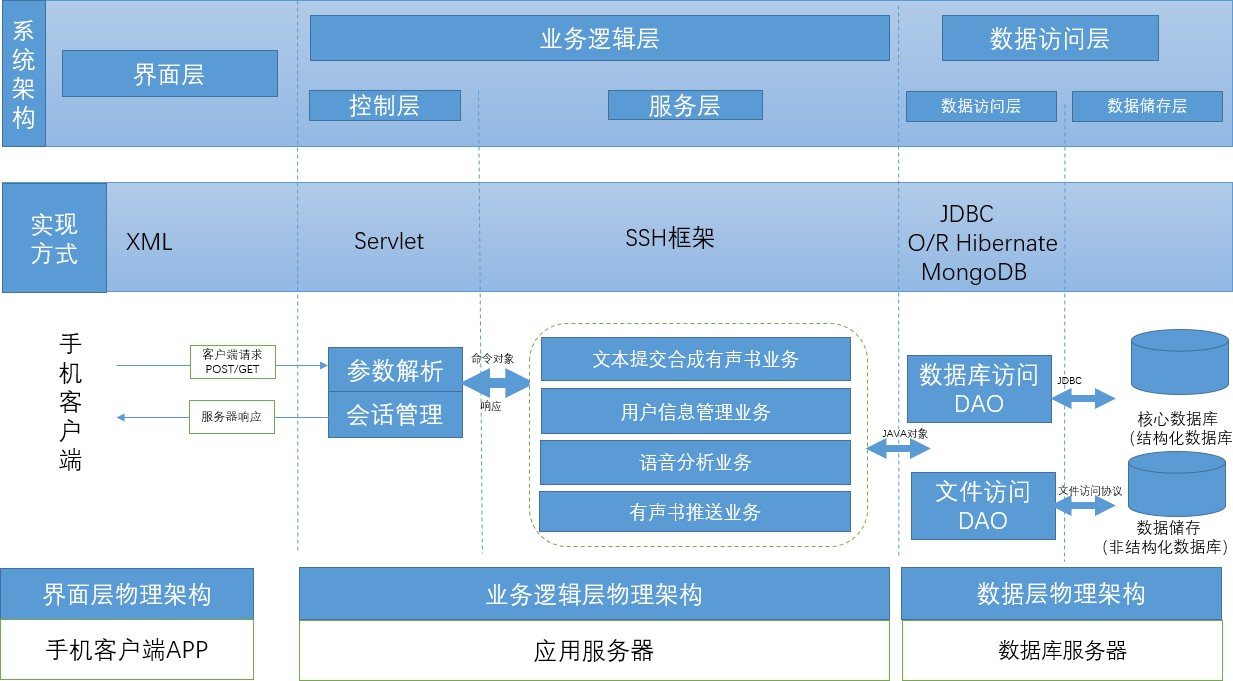 系统架构
界面层
业务逻辑层
数据访问层
控制层
服务层
数据访问层
数据储存层
实现
方式
XML
Servlet
SSH框架
JDBC
O/R Hibernate
MongoDB
手机客户端
客户端请求
POST/GET
服务器响应
参数解析
会话管理
命令对象
响应
文本提交合成有声书业务
用户信息管理业务
语音分析业务
有声书推送业务
JAVA对象
数据库访问
DAO
文件访问
DAO
JDBC
文件访问协议
核心数据库
（结构化数据库
数据储存
（非结构化数据库）
界面层物理架构
业务逻辑层物理架构
数据层物理架构
手机客户端APP
应用服务器
数据库服务器